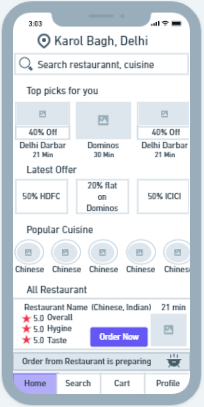 3:03
Karol Bagh, Delhi
Search restaurannt, cuisine
Top picks for you
40% Off 40% Off
Delhi Darbar Dominos Delhi Darbar
21 Min 30 Min 21 Min
Latest Offer
50% HDFC 20% flat on Dominos 50% ICICI
Popular Cuisine
Chinese Chinese Chinese Chinese Chinese
All Restaurant
Restaurant Name (Chinese, Indian) 21 min
5.0 Overall
5.0 Hygine
5.0 Taste
Order Now
Order from Restaurant is preparing
Home Search Cart Profile